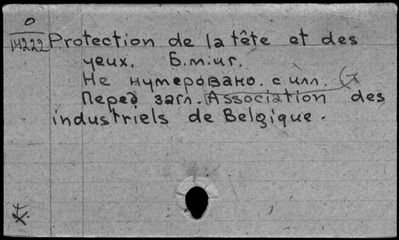 О
14222
Protection de la tête et des
yeux. Б.м.иг.
Не нумеровано. с илл.
Перед загл. Association des
industriels de Belgique.